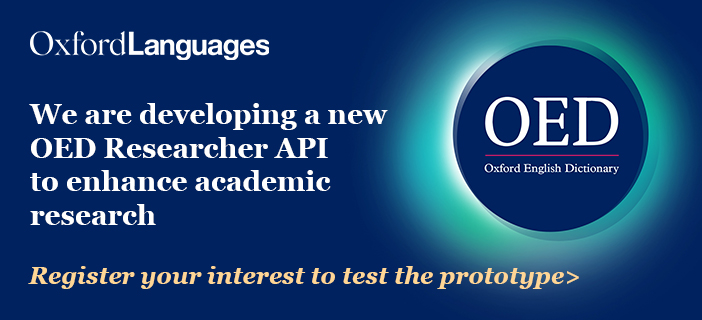 OxfordLanguages
We are developing a new
OED Researcher API
to enhance academic
research
OED
Oxford English Dictionary
Register your interest to test the prototype>